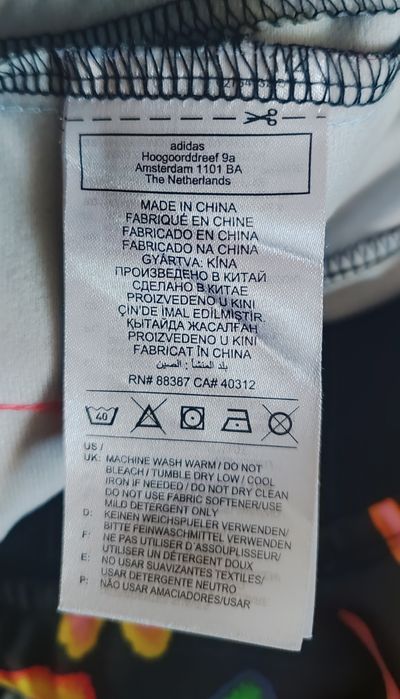 adidas
Hoogoorddreef 9a
Amsterdam 1101 BA
The Netherlands
MADE IN CHINA
FABRIQUÉ EN CHINE
FABRICADO EN CHINA
FABRICADO NA CHINA
GYÁRTVA: KÍNA
ПРОИЗВЕДЕНО В КИТАЙ
СДЕЛАНО В КИТАЕ
PROIZVEDENO U KINI
ÇİN'DE İMAL EDİLMİŞTİR.
ҚЫТАЙДА ЖАСАЛҒАН
PROIZVEDENO U KINI
FABRICAT ÎN CHINA
بلد المنشأ : الصين
RN# 88387 CA# 40312
40
US /
UK: MACHINE WASH WARM / DO NOT
BLEACH / TUMBLE DRY LOW / COOL
IRON IF NEEDED / DO NOT DRY CLEAN
DO NOT USE FABRIC SOFTENER/USE
MILD DETERGENT ONLY
D: KEINEN WEICHSPUELER VERWENDEN/
BITTE FEINWASCHMITTEL VERWENDEN
F: NE PAS UTILISER D'ASSOUPLISSEUR/
UTILISER UN DÉTERGENT DOUX
E: NO USAR SUAVIZANTES TEXTILES/
USAR DETERGENTE NEUTRO
P: NÃO USAR AMACIADORES/USAR